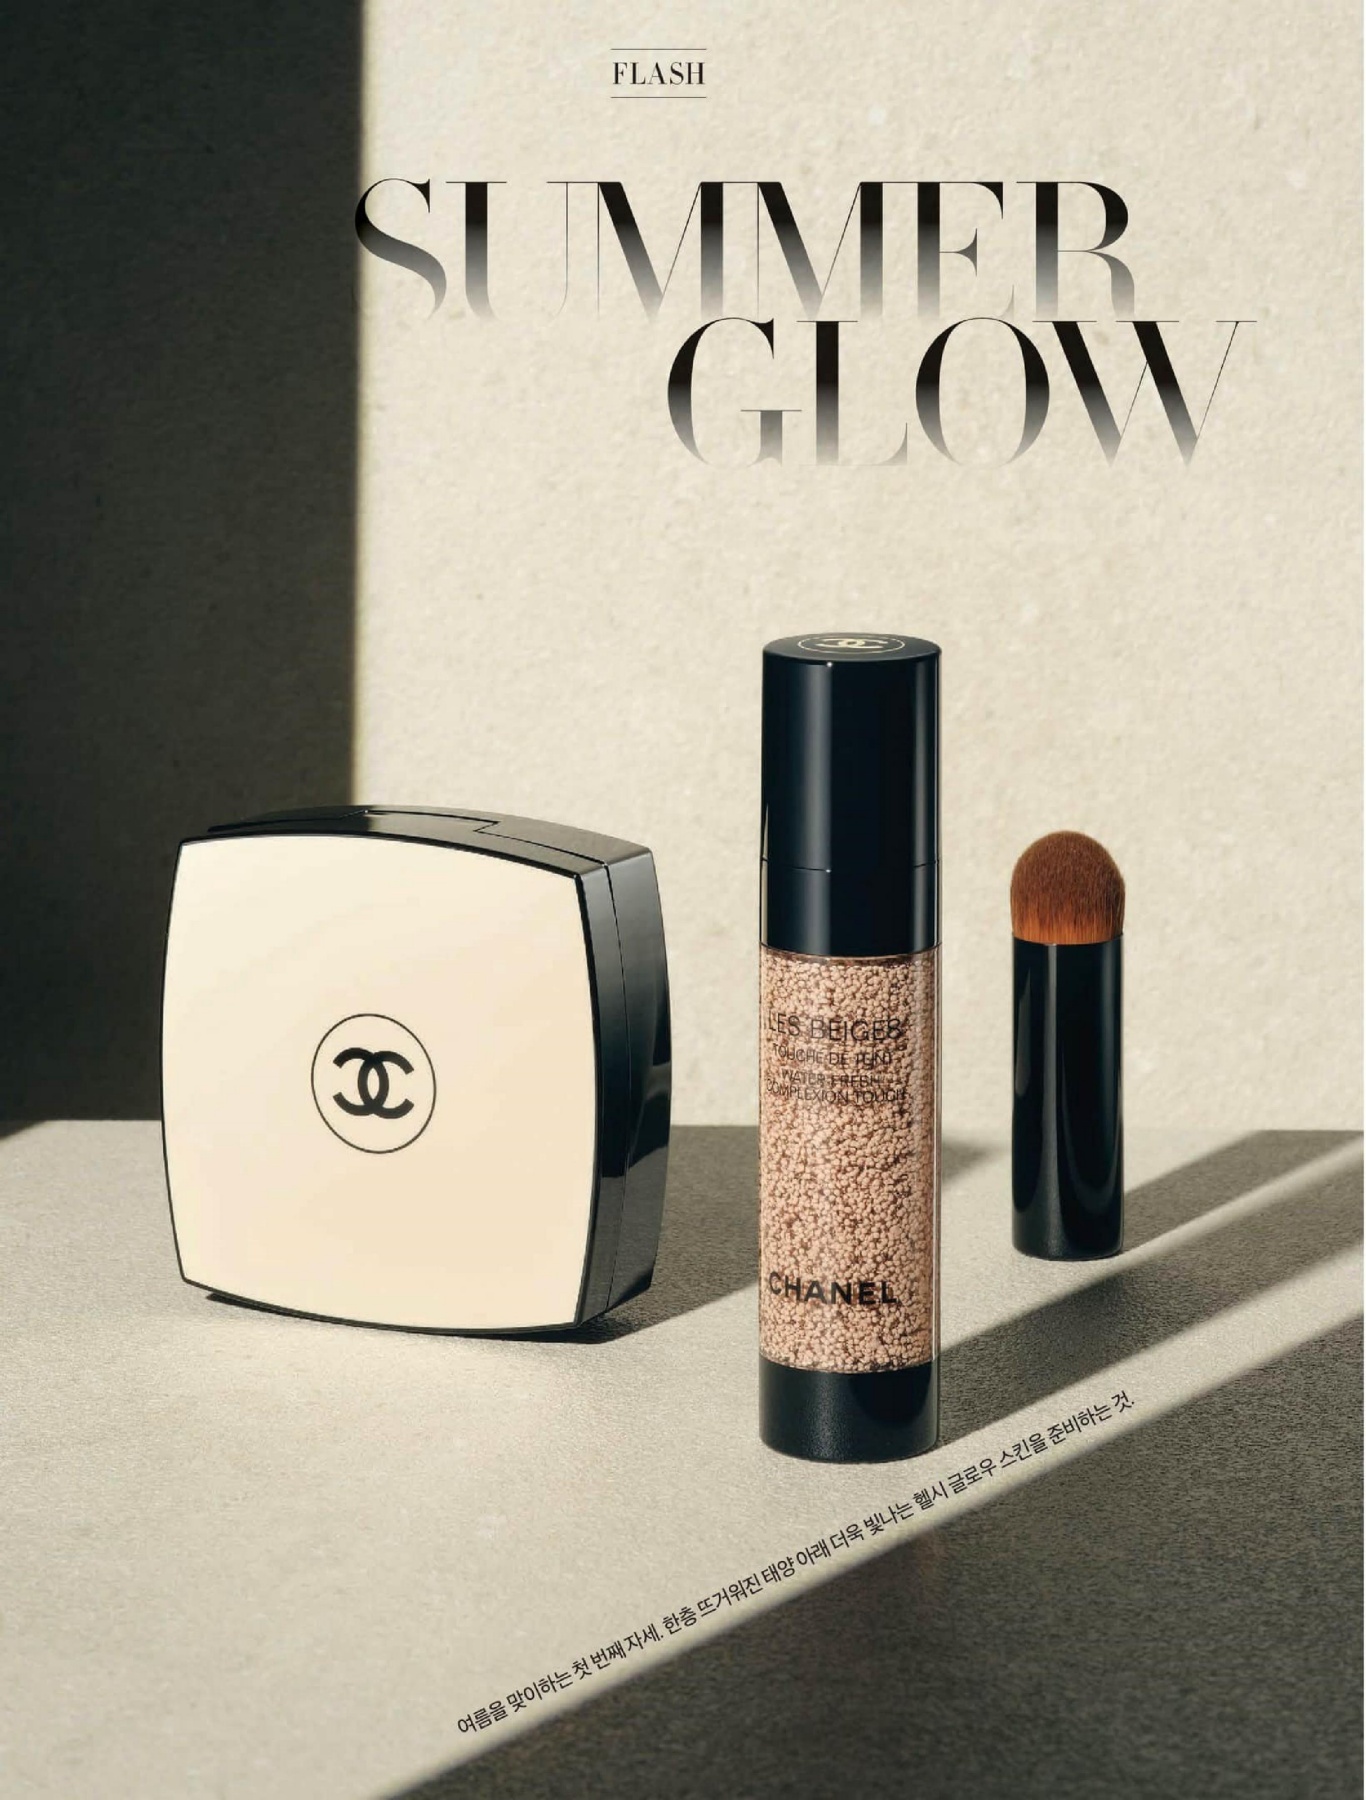 FLASH
SUMMER
GLOW
LES BEIGES
TOUCHE DE TEINT
WATER-FRESH
COMPLEXION TOUCH
CHANEL
여름을 맞이하는 첫 번째 자세. 한층 뜨거워진 태양 아래 더욱 빛나는 헬시 글로우 스킨을 준비하는 것.